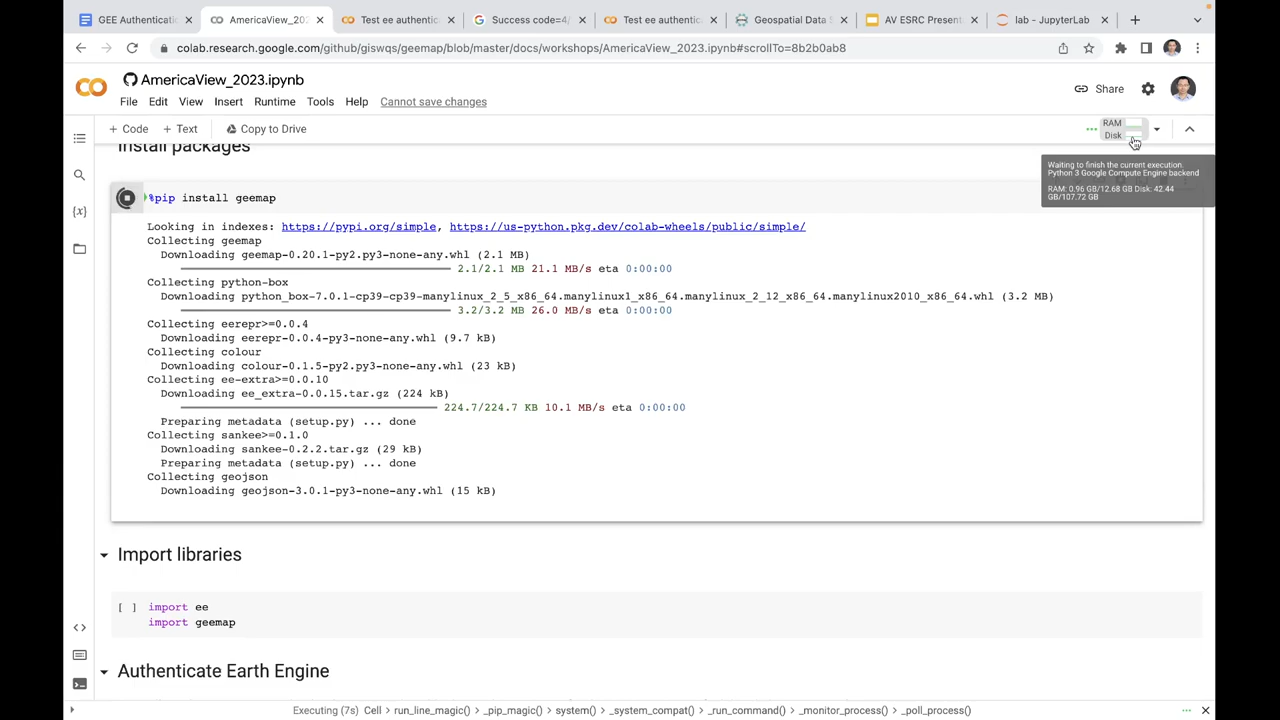 GEE Authenticati
AmericaView_202
Test ee authentic
Success code=4/
Test ee authentic
Geospatial Data S
AV ESRC Present
lab - JupyterLab
colab.research.google.com/github/giswqs/geemap/blob/master/docs/workshops/AmericaView_2023.ipynb#scrollTo=8b2b0ab8
AmericaView_2023.ipynb
Share
File Edit View Insert Runtime Tools Help Cannot save changes
+ Code + Text Copy to Drive
RAM
Disk
Install packages
Waiting to finish the current execution.
Python 3 Google Compute Engine backend
RAM: 0.96 GB/12.68 GB Disk: 42.44
GB/107.72 GB
%pip install geemap
Looking in indexes: https://pypi.org/simple, https://us-python.pkg.dev/colab-wheels/public/simple/
Collecting geemap
Downloading geemap-0.20.1-py2.py3-none-any.whl (2.1 MB)
2.1/2.1 MB 21.1 MB/s eta 0:00:00
Collecting python-box
Downloading python_box-7.0.1-cp39-cp39-manylinux_2_5_x86_64.manylinux1_x86_64.manylinux_2_12_x86_64.manylinux2010_x86_64.whl (3.2 MB)
3.2/3.2 MB 26.0 MB/s eta 0:00:00
Collecting eerepr>=0.0.4
Downloading eerepr-0.0.4-py3-none-any.whl (9.7 kB)
Collecting colour
Downloading colour-0.1.5-py2.py3-none-any.whl (23 kB)
Collecting ee-extra>=0.0.10
Downloading ee_extra-0.0.15.tar.gz (224 kB)
224.7/224.7 KB 10.1 MB/s eta 0:00:00
Preparing metadata (setup.py) ... done
Collecting sankee>=0.1.0
Downloading sankee-0.2.2.tar.gz (29 kB)
Preparing metadata (setup.py) ... done
Collecting geojson
Downloading geojson-3.0.1-py3-none-any.whl (15 kB)
Import libraries
[ ] import ee
import geemap
Authenticate Earth Engine
Executing (7s) Cell > run_line_magic() > _pip_magic() > system() > _system_compat() > _run_command() > _monitor_process() > _poll_process()